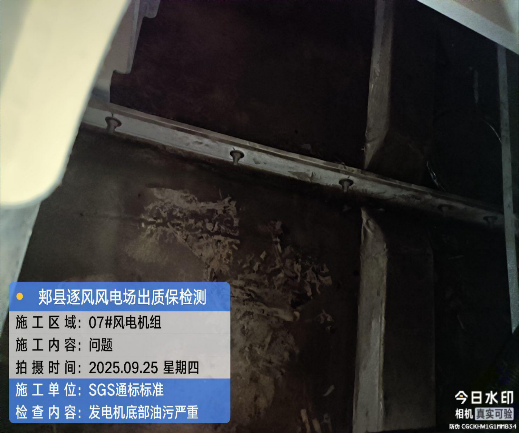 郏县逐风风电场出质保检测
施工区域：07#风电机组
施工内容：问题
拍摄时间：2025.09.25 星期四
施工单位：SGS通标标准
检查内容：发电机底部油污严重
今日水印
相机 真实可验
防伪 CGCKHW1G1MMB34